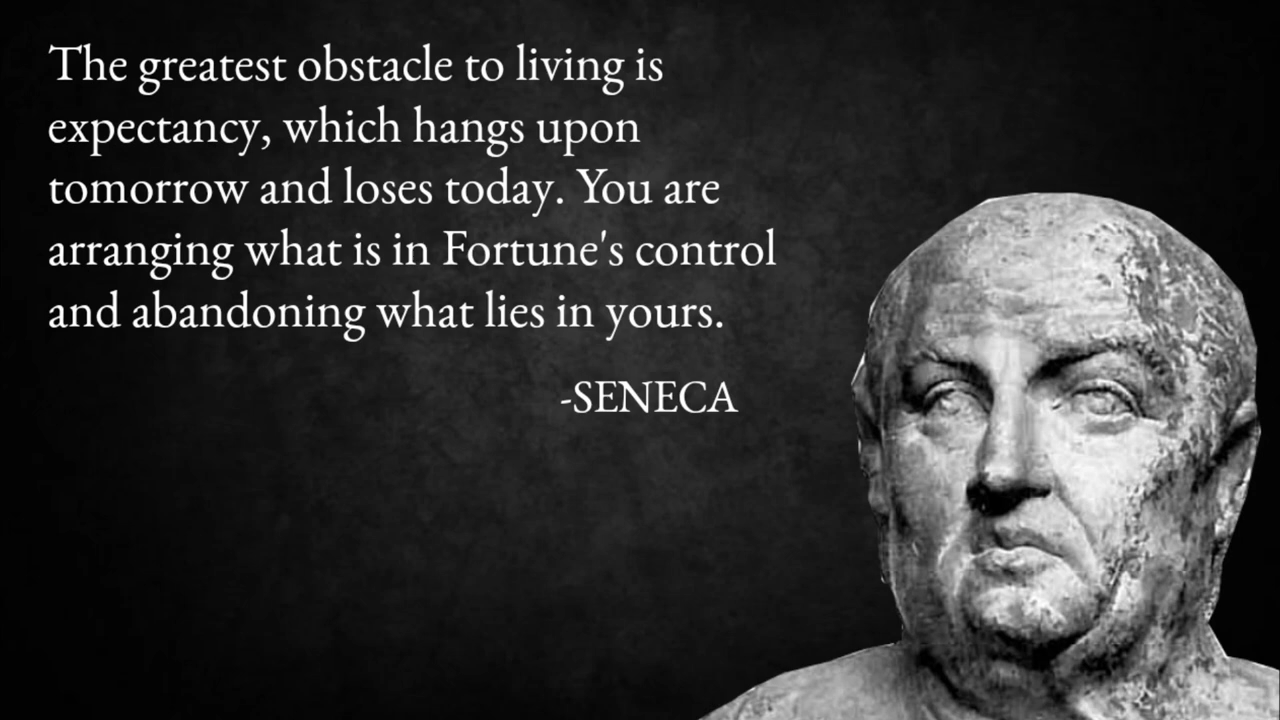 The greatest obstacle to living is
expectancy, which hangs upon
tomorrow and loses today. You are
arranging what is in Fortune's control
and abandoning what lies in yours.
-SENECA